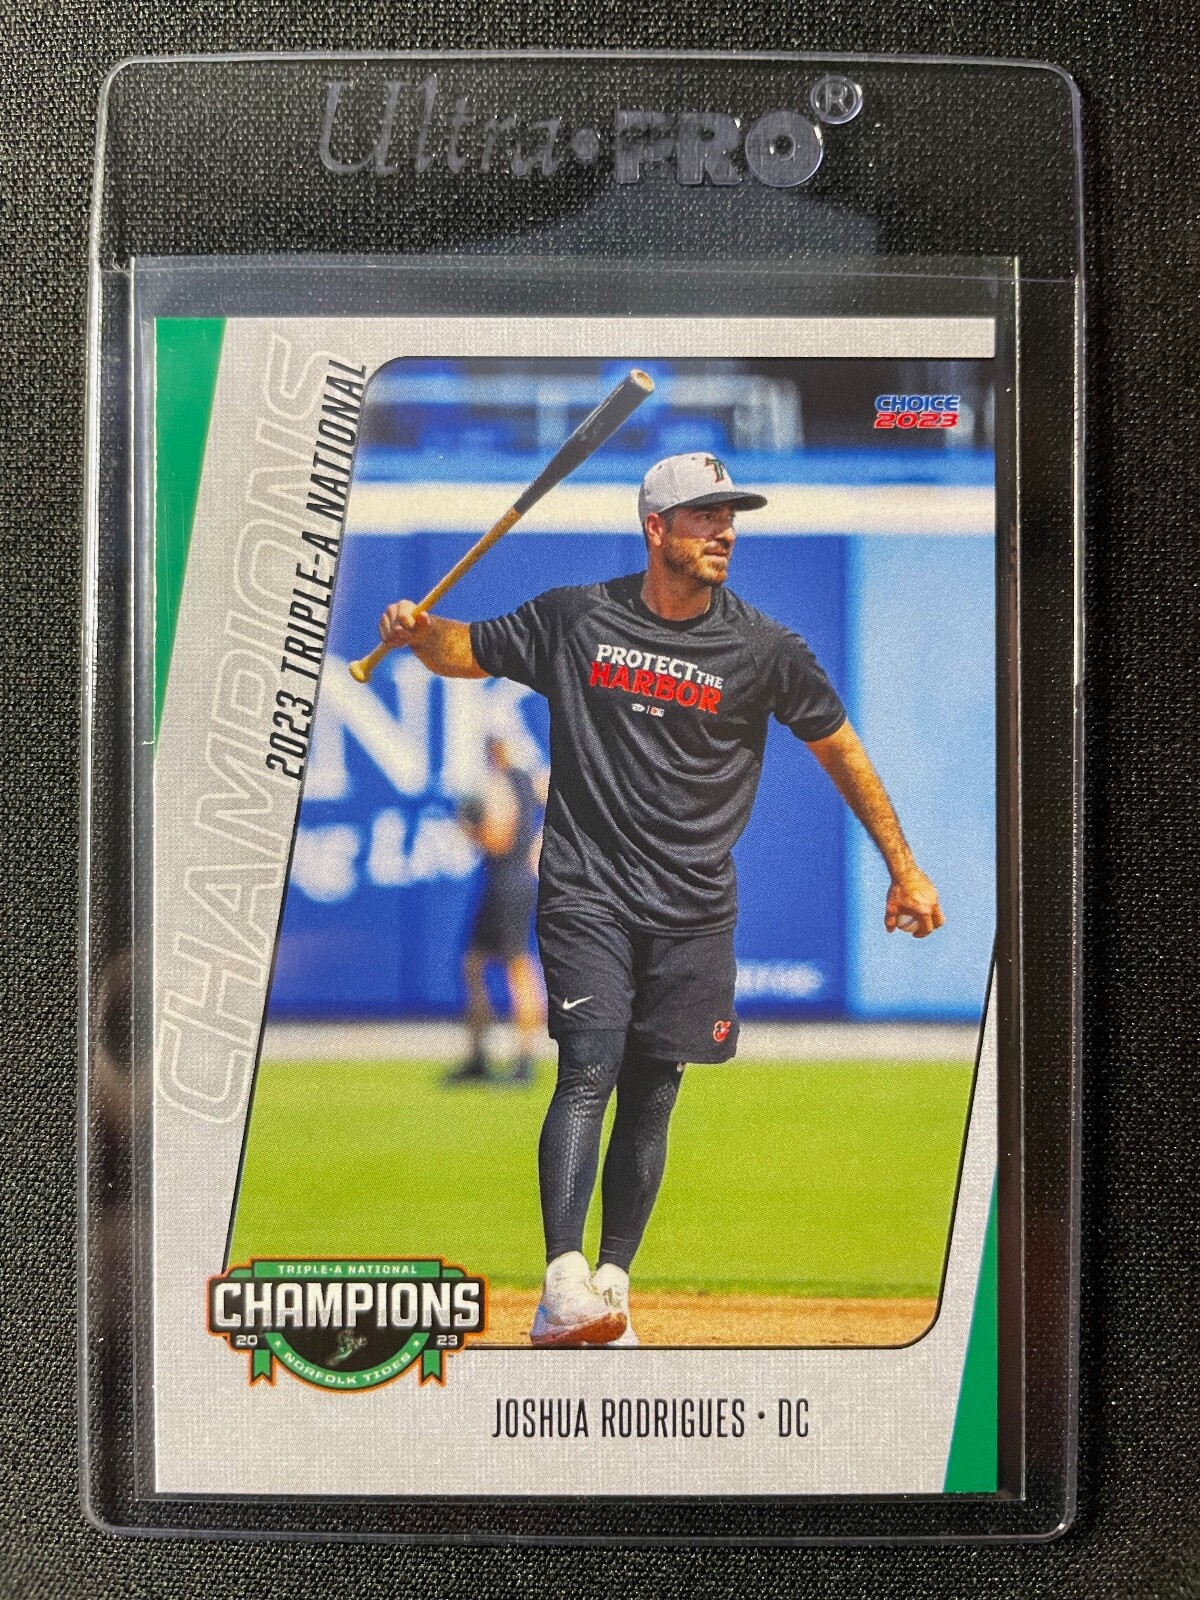 Ultra·PRO®
CHAMPIONS
2023 TRIPLE-A NATIONAL
CHOICE
2023
PROTECT THE
HARBOR
NK
TRIPLE-A NATIONAL
CHAMPIONS
20 23
NORFOLK TIDES
JOSHUA RODRIGUES • DC